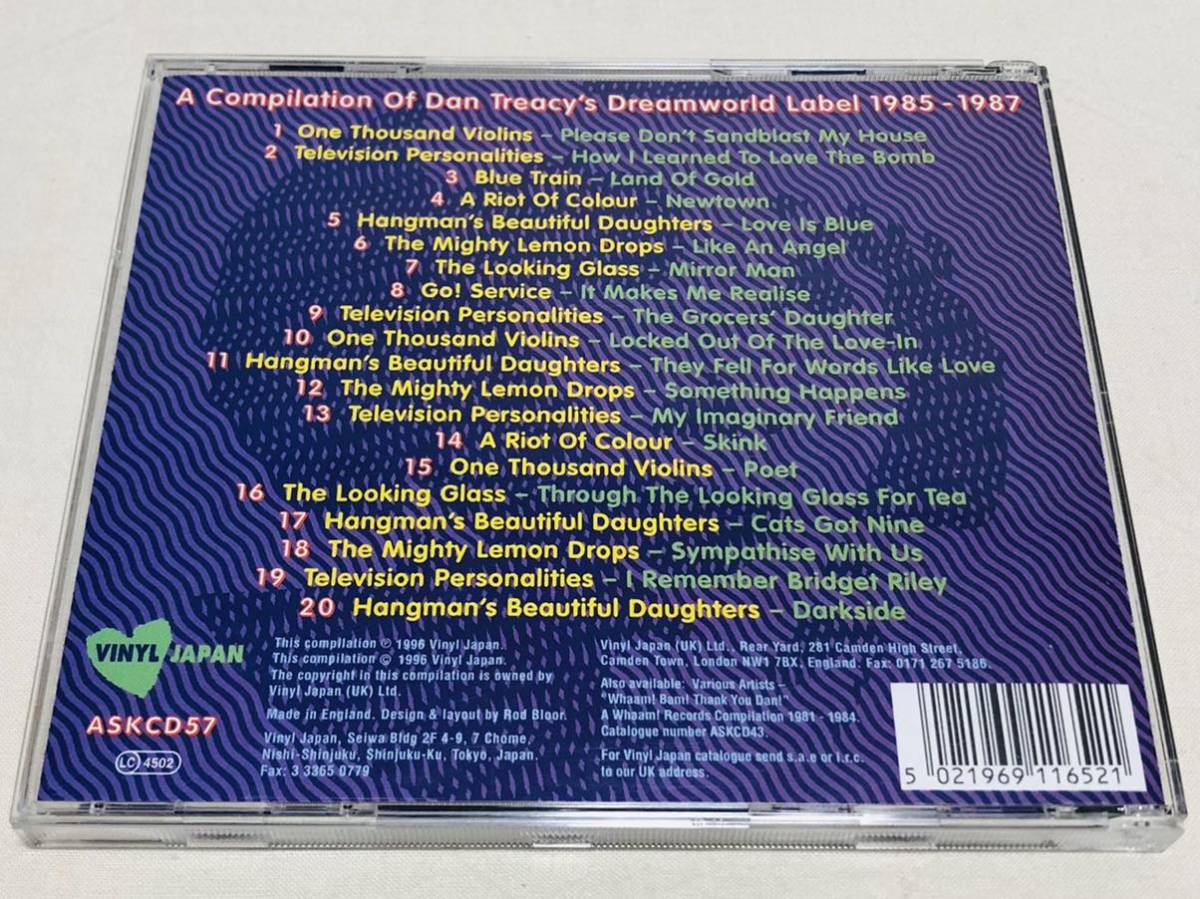 A Compilation Of Dan Treacy's Dreamworld Label 1985 - 1987
1 One Thousand Violins – Please Don't Sandblast My House
2 Television Personalities – How I Learned To Love The Bomb
3 Blue Train – Land Of Gold
4 A Riot Of Colour – Newtown
5 Hangman's Beautiful Daughters – Love Is Blue
6 The Mighty Lemon Drops – Like An Angel
7 The Looking Glass – Mirror Man
8 Go! Service – It Makes Me Realise
9 Television Personalities – The Grocers' Daughter
10 One Thousand Violins – Locked Out Of The Love-In
11 Hangman's Beautiful Daughters – They Fell For Words Like Love
12 The Mighty Lemon Drops – Something Happens
13 Television Personalities – My Imaginary Friend
14 A Riot Of Colour – Skink
15 One Thousand Violins – Poet
16 The Looking Glass – Through The Looking Glass For Tea
17 Hangman's Beautiful Daughters – Cats Got Nine
18 The Mighty Lemon Drops – Sympathise With Us
19 Television Personalities – I Remember Bridget Riley
20 Hangman's Beautiful Daughters – Darkside
VINYL JAPAN
ASKCD57
LC 4502
This compilation ℗ 1996 Vinyl Japan.
This compilation © 1996 Vinyl Japan.
The copyright in this compilation is owned by
Vinyl Japan (UK) Ltd.
Made in England. Design & layout by Rod Bloor.
Vinyl Japan, Seiwa Bldg 2F 4-9, 7 Chome,
Nishi-Shinjuku, Shinjuku-Ku, Tokyo, Japan.
Fax: 3 3365 0779
Vinyl Japan (UK) Ltd., Rear Yard, 281 Camden High Street,
Camden Town, London NW1 7BX, England. Fax: 0171 267 5186.
Also available: Various Artists –
"Whaam! Bam! Thank You Dan!"
A Whaam! Records Compilation 1981 - 1984.
Catalogue number ASKCD43.
For Vinyl Japan catalogue send s.a.e or i.r.c.
to our UK address.
5 021969 116521